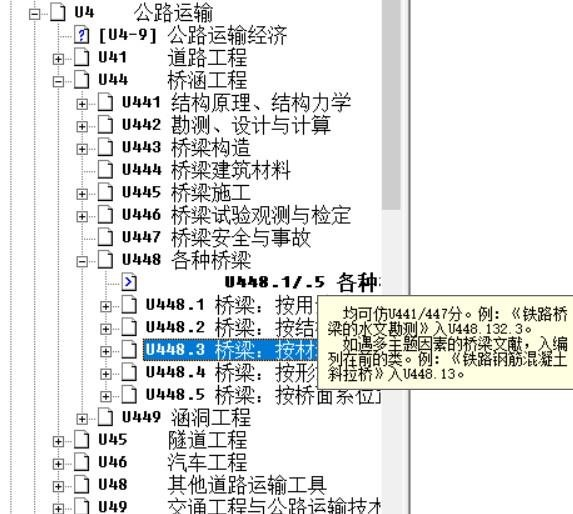 U4 公路运输
[U4-9] 公路运输经济
U41 道路工程
U44 桥涵工程
U441 结构原理、结构力学
U442 勘测、设计与计算
U443 桥梁构造
U444 桥梁建筑材料
U445 桥梁施工
U446 桥梁试验观测与检定
U447 桥梁安全与事故
U448 各种桥梁
U448.1/.5 各种
U448.1 桥梁：按用
U448.2 桥梁：按结
U448.3 桥梁：按材
U448.4 桥梁：按形
U448.5 桥梁：按桥面系位
均可仿U441/447分。例：《铁路桥
梁的水文勘测》入U448.132.3。
如遇多主题因素的桥梁文献，入编
列在前的类。例：《铁路钢筋混凝土
斜拉桥》入U448.13。
U449 涵洞工程
U45 隧道工程
U46 汽车工程
U48 其他道路运输工具
U49 交通工程与公路运输技术